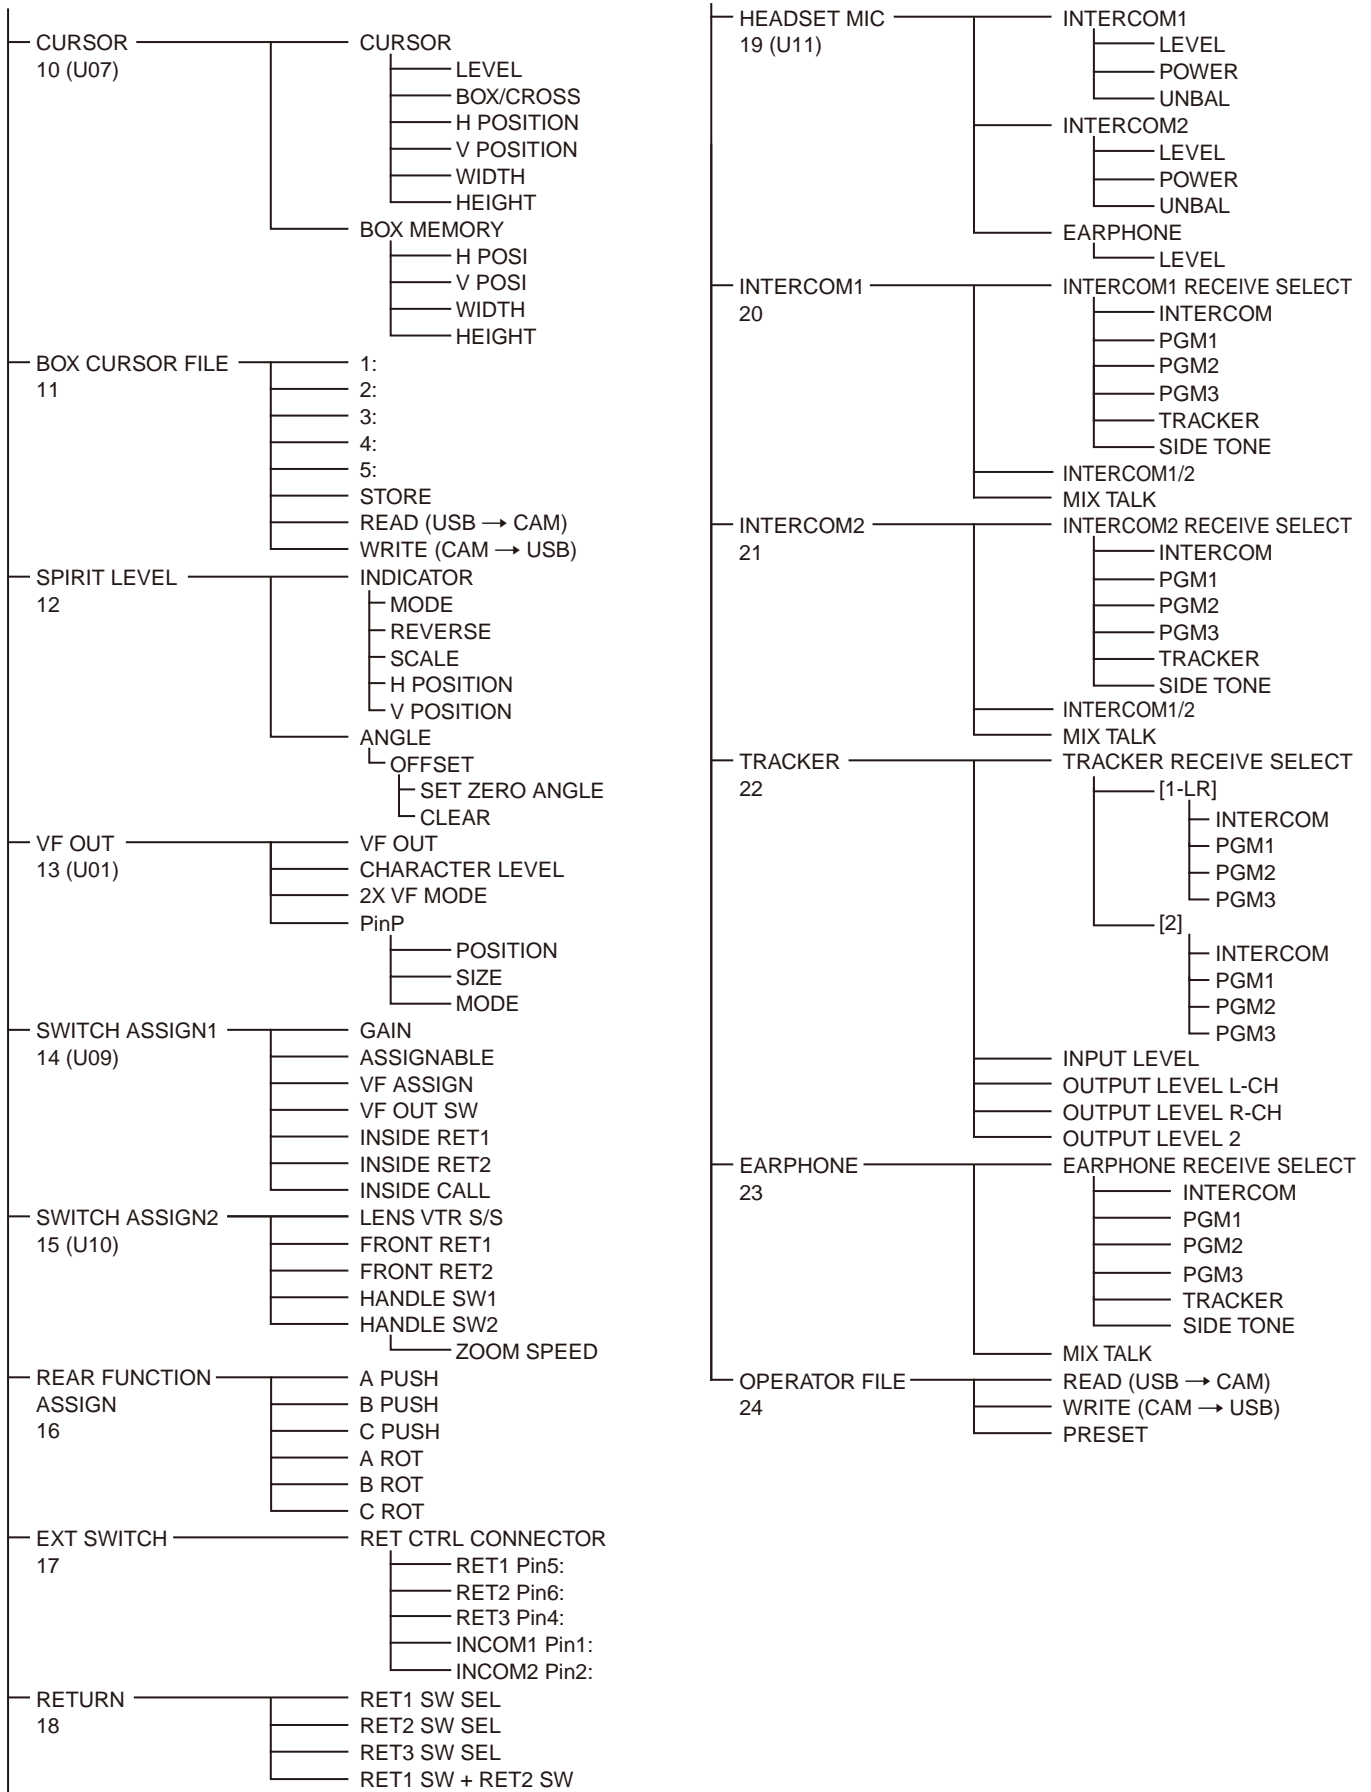 CURSOR
10 (U07)
CURSOR
LEVEL
BOX/CROSS
H POSITION
V POSITION
WIDTH
HEIGHT
BOX MEMORY
H POSI
V POSI
WIDTH
HEIGHT
BOX CURSOR FILE
11
1:
2:
3:
4:
5:
STORE
READ (USB → CAM)
WRITE (CAM → USB)
SPIRIT LEVEL
12
INDICATOR
MODE
REVERSE
SCALE
H POSITION
V POSITION
ANGLE
OFFSET
SET ZERO ANGLE
CLEAR
VF OUT
13 (U01)
VF OUT
CHARACTER LEVEL
2X VF MODE
PinP
POSITION
SIZE
MODE
SWITCH ASSIGN1
14 (U09)
GAIN
ASSIGNABLE
VF ASSIGN
VF OUT SW
INSIDE RET1
INSIDE RET2
INSIDE CALL
SWITCH ASSIGN2
15 (U10)
LENS VTR S/S
FRONT RET1
FRONT RET2
HANDLE SW1
HANDLE SW2
ZOOM SPEED
REAR FUNCTION
ASSIGN
16
A PUSH
B PUSH
C PUSH
A ROT
B ROT
C ROT
EXT SWITCH
17
RET CTRL CONNECTOR
RET1 Pin5:
RET2 Pin6:
RET3 Pin4:
INCOM1 Pin1:
INCOM2 Pin2:
RETURN
18
RET1 SW SEL
RET2 SW SEL
RET3 SW SEL
RET1 SW + RET2 SW
HEADSET MIC
19 (U11)
INTERCOM1
LEVEL
POWER
UNBAL
INTERCOM2
LEVEL
POWER
UNBAL
EARPHONE
LEVEL
INTERCOM1
20
INTERCOM1 RECEIVE SELECT
INTERCOM
PGM1
PGM2
PGM3
TRACKER
SIDE TONE
INTERCOM1/2
MIX TALK
INTERCOM2
21
INTERCOM2 RECEIVE SELECT
INTERCOM
PGM1
PGM2
PGM3
TRACKER
SIDE TONE
INTERCOM1/2
MIX TALK
TRACKER
22
TRACKER RECEIVE SELECT
[1-LR]
INTERCOM
PGM1
PGM2
PGM3
[2]
INTERCOM
PGM1
PGM2
PGM3
INPUT LEVEL
OUTPUT LEVEL L-CH
OUTPUT LEVEL R-CH
OUTPUT LEVEL 2
EARPHONE
23
EARPHONE RECEIVE SELECT
INTERCOM
PGM1
PGM2
PGM3
TRACKER
SIDE TONE
MIX TALK
OPERATOR FILE
24
READ (USB → CAM)
WRITE (CAM → USB)
PRESET